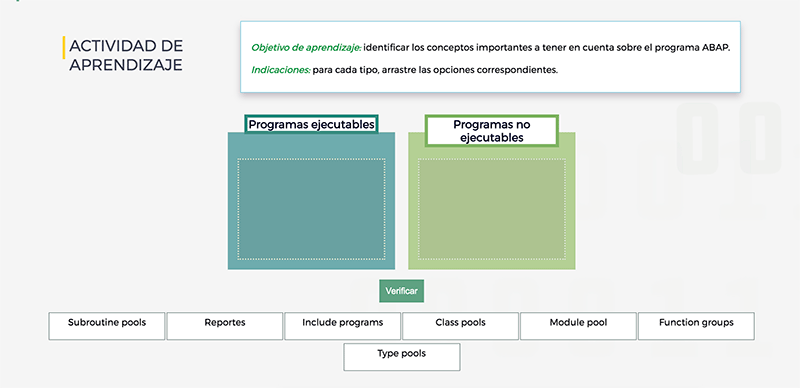 ACTIVIDAD DE
APRENDIZAJE
Objetivo de aprendizaje: identificar los conceptos importantes a tener en cuenta sobre el programa ABAP.
Indicaciones: para cada tipo, arrastre las opciones correspondientes.
Programas ejecutables
Programas no
ejecutables
Verificar
Subroutine pools
Reportes
Include programs
Class pools
Module pool
Function groups
Type pools